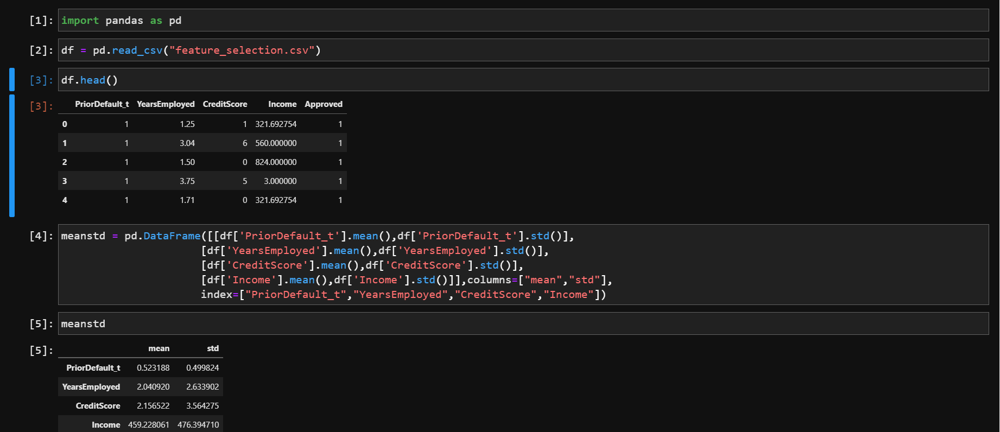 [1]: import pandas as pd
[2]: df = pd.read_csv("feature_selection.csv")
[3]: df.head()
[3]: PriorDefault_t YearsEmployed CreditScore Income Approved
0 1 1.25 1 321.692754 1
1 1 3.04 6 560.000000 1
2 1 1.50 0 824.000000 1
3 1 3.75 5 3.000000 1
4 1 1.71 0 321.692754 1
[4]: meanstd = pd.DataFrame([[df['PriorDefault_t'].mean(),df['PriorDefault_t'].std()],
[df['YearsEmployed'].mean(),df['YearsEmployed'].std()],
[df['CreditScore'].mean(),df['CreditScore'].std()],
[df['Income'].mean(),df['Income'].std()]],columns=["mean","std"],
index=["PriorDefault_t","YearsEmployed","CreditScore","Income"])
[5]: meanstd
[5]: mean std
PriorDefault_t 0.523188 0.499824
YearsEmployed 2.040920 2.633902
CreditScore 2.156522 3.564275
Income 459.228061 476.394710